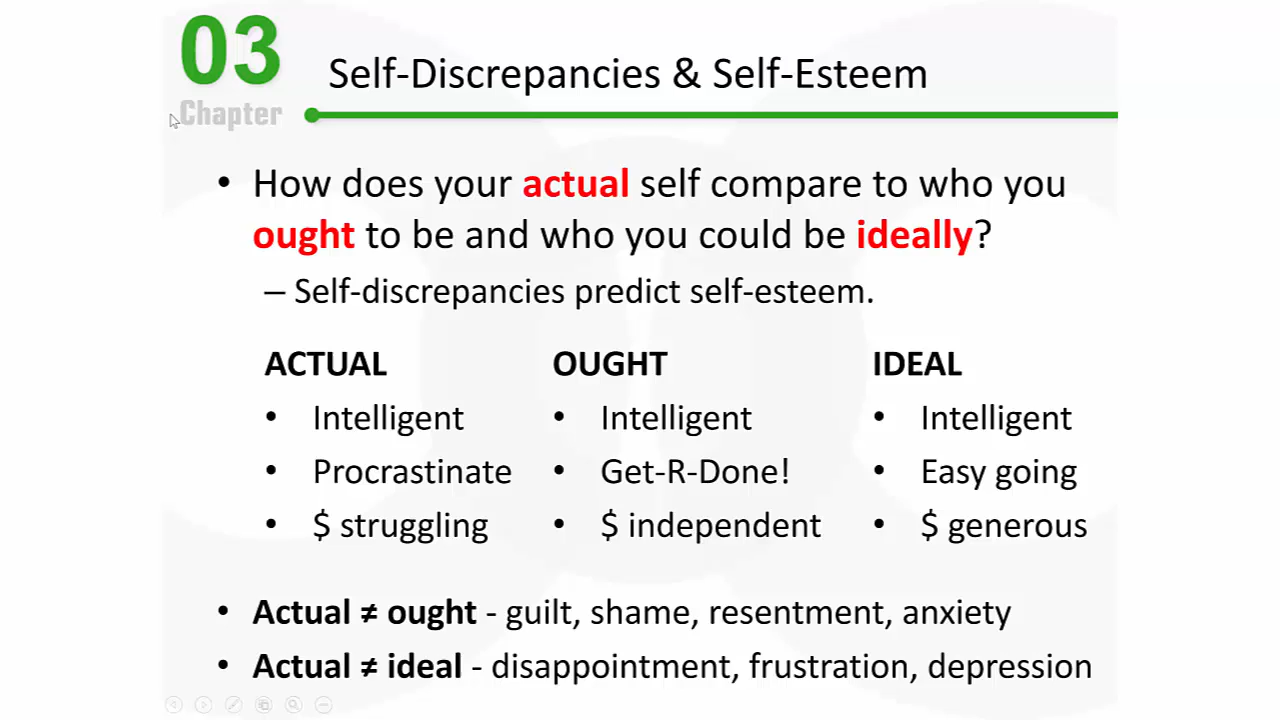 03
Chapter
Self-Discrepancies & Self-Esteem
• How does your actual self compare to who you
ought to be and who you could be ideally?
– Self-discrepancies predict self-esteem.
ACTUAL OUGHT IDEAL
• Intelligent • Intelligent • Intelligent
• Procrastinate • Get-R-Done! • Easy going
• $ struggling • $ independent • $ generous
• Actual ≠ ought - guilt, shame, resentment, anxiety
• Actual ≠ ideal - disappointment, frustration, depression